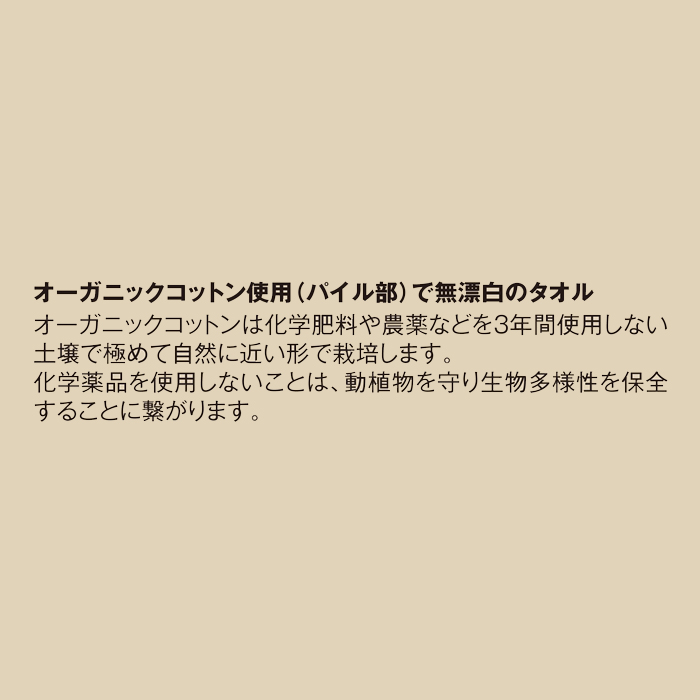 オーガニックコットン使用（パイル部）で無漂白のタオル
オーガニックコットンは化学肥料や農薬などを3年間使用しない
土壌で極めて自然に近い形で栽培します。
化学薬品を使用しないことは、動植物を守り生物多様性を保全
することに繋がります。